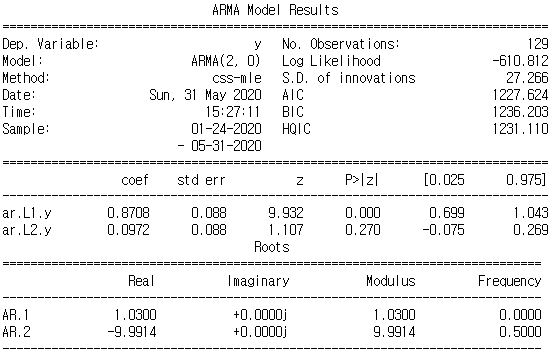 ARMA Model Results
==============================================================================
Dep. Variable: y No. Observations: 129
Model: ARMA(2, 0) Log Likelihood -610.812
Method: css-mle S.D. of innovations 27.266
Date: Sun, 31 May 2020 AIC 1227.624
Time: 15:27:11 BIC 1236.203
Sample: 01-24-2020 HQIC 1231.110
- 05-31-2020
==============================================================================
coef std err z P>|z| [0.025 0.975]
------------------------------------------------------------------------------
ar.L1.y 0.8708 0.088 9.932 0.000 0.699 1.043
ar.L2.y 0.0972 0.088 1.107 0.270 -0.075 0.269
Roots
=============================================================================
Real Imaginary Modulus Frequency
-----------------------------------------------------------------------------
AR.1 1.0300 +0.0000j 1.0300 0.0000
AR.2 -9.9914 +0.0000j 9.9914 0.5000
-----------------------------------------------------------------------------